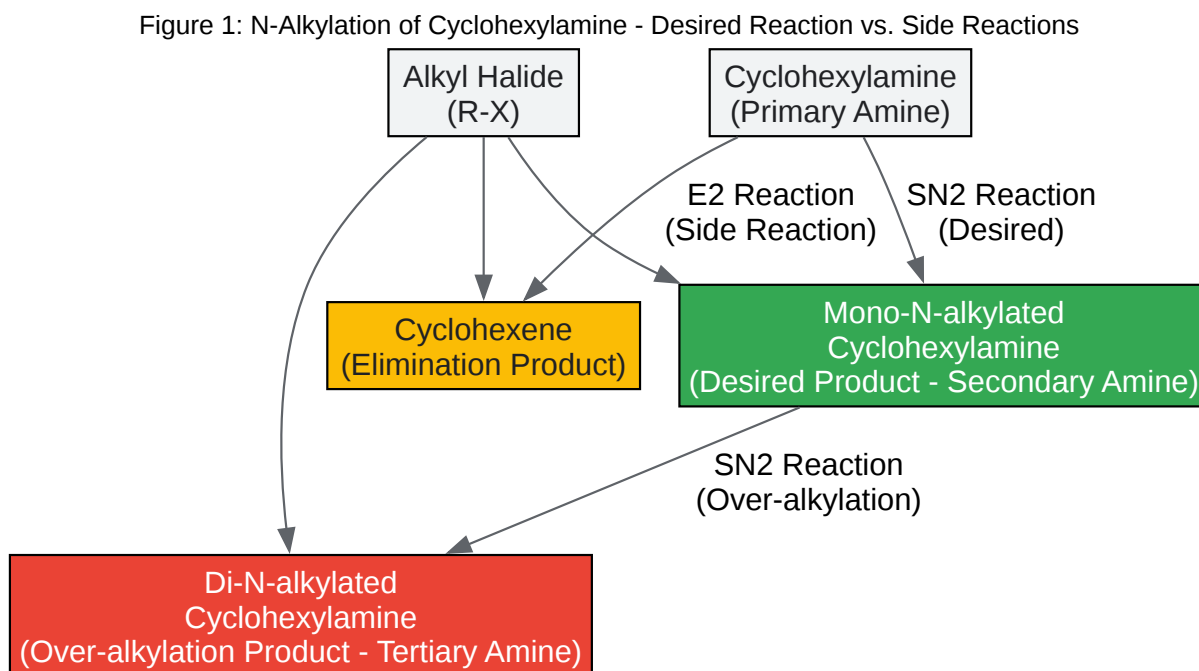 Figure 1: N-Alkylation of Cyclohexylamine - Desired Reaction vs. Side Reactions
Alkyl Halide
(R-X)
Cyclohexylamine
(Primary Amine)
E2 Reaction
(Side Reaction)
SN2 Reaction
(Desired)
Cyclohexene
(Elimination Product)
Mono-N-alkylated
Cyclohexylamine
(Desired Product - Secondary Amine)
SN2 Reaction
(Over-alkylation)
Di-N-alkylated
Cyclohexylamine
(Over-alkylation Product - Tertiary Amine)